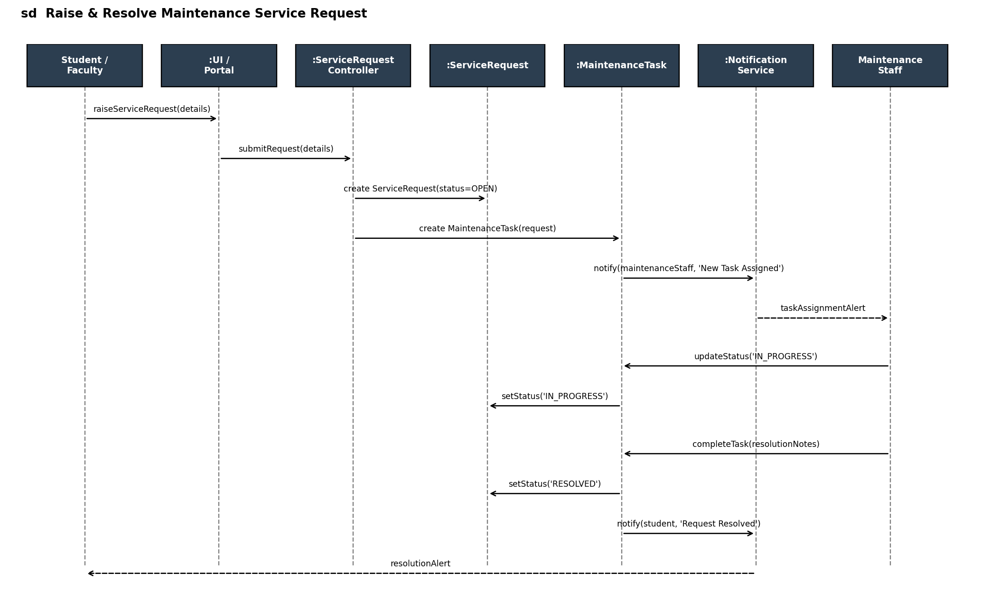 sd  Raise & Resolve Maintenance Service Request
Student /
Faculty
:UI /
Portal
:ServiceRequest
Controller
:ServiceRequest
:MaintenanceTask
:Notification
Service
Maintenance
Staff
raiseServiceRequest(details)
submitRequest(details)
create ServiceRequest(status=OPEN)
create MaintenanceTask(request)
notify(maintenanceStaff, 'New Task Assigned')
taskAssignmentAlert
updateStatus('IN_PROGRESS')
setStatus('IN_PROGRESS')
completeTask(resolutionNotes)
setStatus('RESOLVED')
notify(student, 'Request Resolved')
resolutionAlert